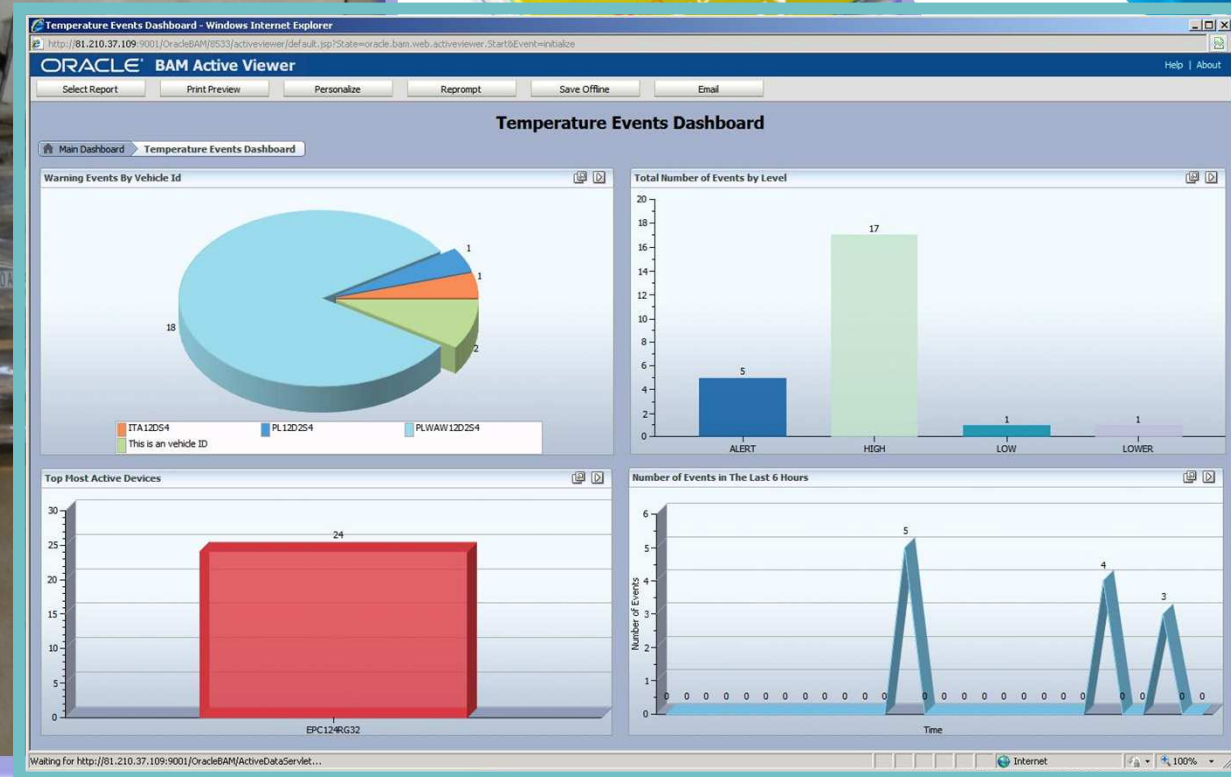 Temperature Events Dashboard - Windows Internet Explorer
http://81.210.37.109:9001/OracleBAM/8533/activeviewer/default.jsp?State=oracle.bam.web.activeviewer.Start&Event=initialize
ORACLE BAM Active Viewer
Help | About
Select Report Print Preview Personalize Reprompt Save Offline Email
Temperature Events Dashboard
Main Dashboard Temperature Events Dashboard
Warning Events By Vehicle Id
1
1
18
2
ITA12DS4 PL12D2S4 PLWAW12D2S4
This is an vehicle ID
Total Number of Events by Level
20
18
17
16
14
12
10
8
6
5
4
2
1 1
0
ALERT HIGH LOW LOWER
Top Most Active Devices
30
24
25
20
15
10
5
0
EPC124RG32
Number of Events in The Last 6 Hours
Number of Events
6
5
5
4
4
3
3
2
1
0 0 0 0 0 0 0 0 0 0 0 0 0 0 0 0 0 0 0 0 0 0 0 0 0
0
Time
Waiting for http://81.210.37.109:9001/OracleBAM/ActiveDataServlet...
Internet
100%